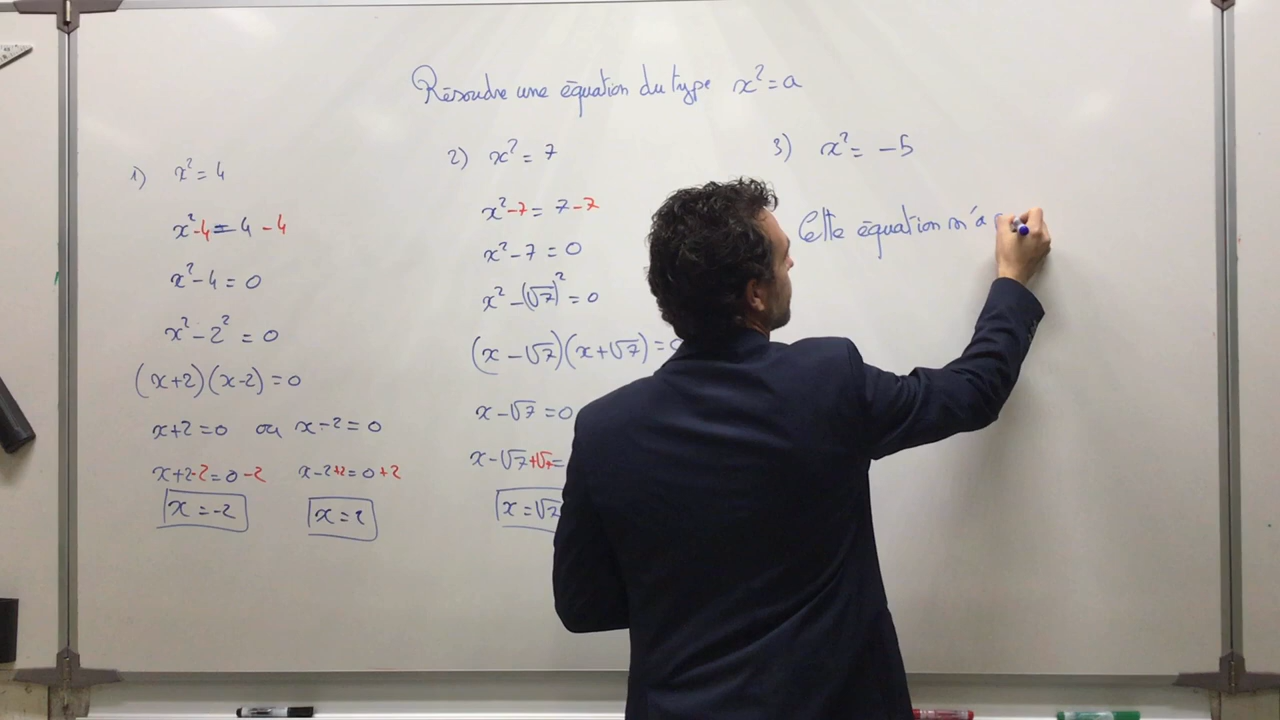 Résoudre une équation du type x² = a
1) x² = 4
x² - 4 = 4 - 4
x² - 4 = 0
x² - 2² = 0
(x+2)(x-2) = 0
x+2 = 0 ou x-2 = 0
x+2-2 = 0-2 x-2+2 = 0+2
x = -2 x = 2
2) x² = 7
x² - 7 = 7 - 7
x² - 7 = 0
x² - (√7)² = 0
(x - √7)(x + √7) =
x - √7 = 0
x - √7 + √7 =
x = √7
3) x² = -5
Cette équation n'a